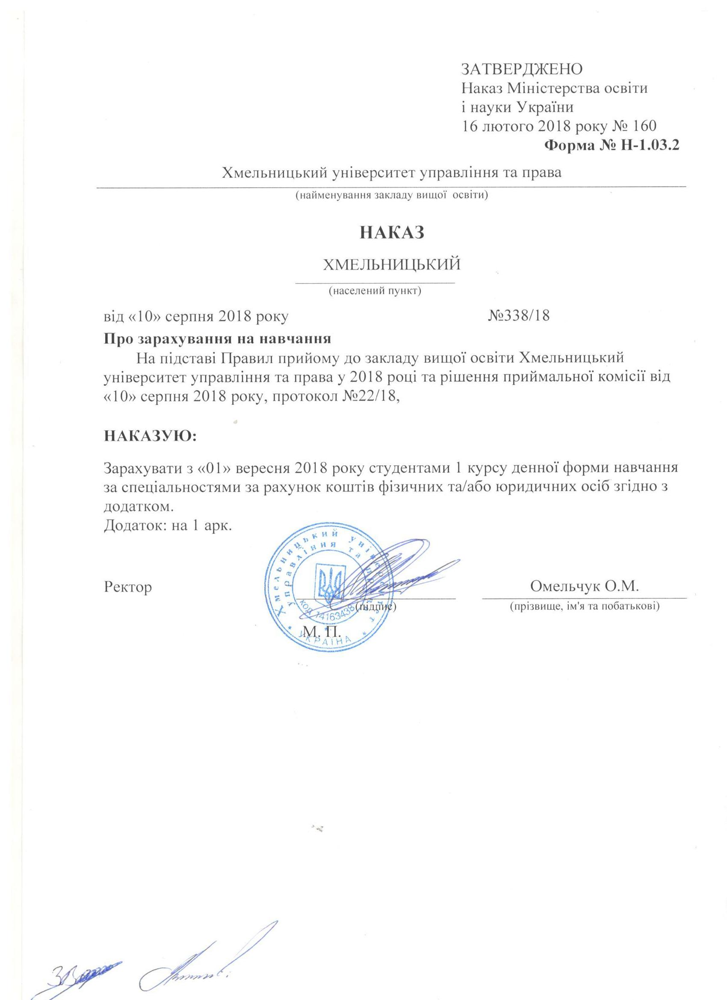 ЗАТВЕРДЖЕНО
Наказ Міністерства освіти
і науки України
16 лютого 2018 року № 160
Форма № Н-1.03.2
Хмельницький університет управління та права
(найменування закладу вищої освіти)
НАКАЗ
ХМЕЛЬНИЦЬКИЙ
(населений пункт)
від «10» серпня 2018 року №338/18
Про зарахування на навчання
На підставі Правил прийому до закладу вищої освіти Хмельницький
університет управління та права у 2018 році та рішення приймальної комісії від
«10» серпня 2018 року, протокол №22/18,
НАКАЗУЮ:
Зарахувати з «01» вересня 2018 року студентами 1 курсу денної форми навчання
за спеціальностями за рахунок коштів фізичних та/або юридичних осіб згідно з
додатком.
Додаток: на 1 арк.
Хмельницький університет
управління та права
код 14163438
УКРАЇНА
Ректор Омельчук О.М.
(підпис) (прізвище, ім'я та побатькові)
М. П.